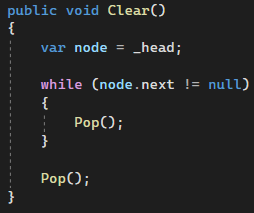 public void Clear()
{
var node = _head;
while (node.next != null)
{
Pop();
}
Pop();
}